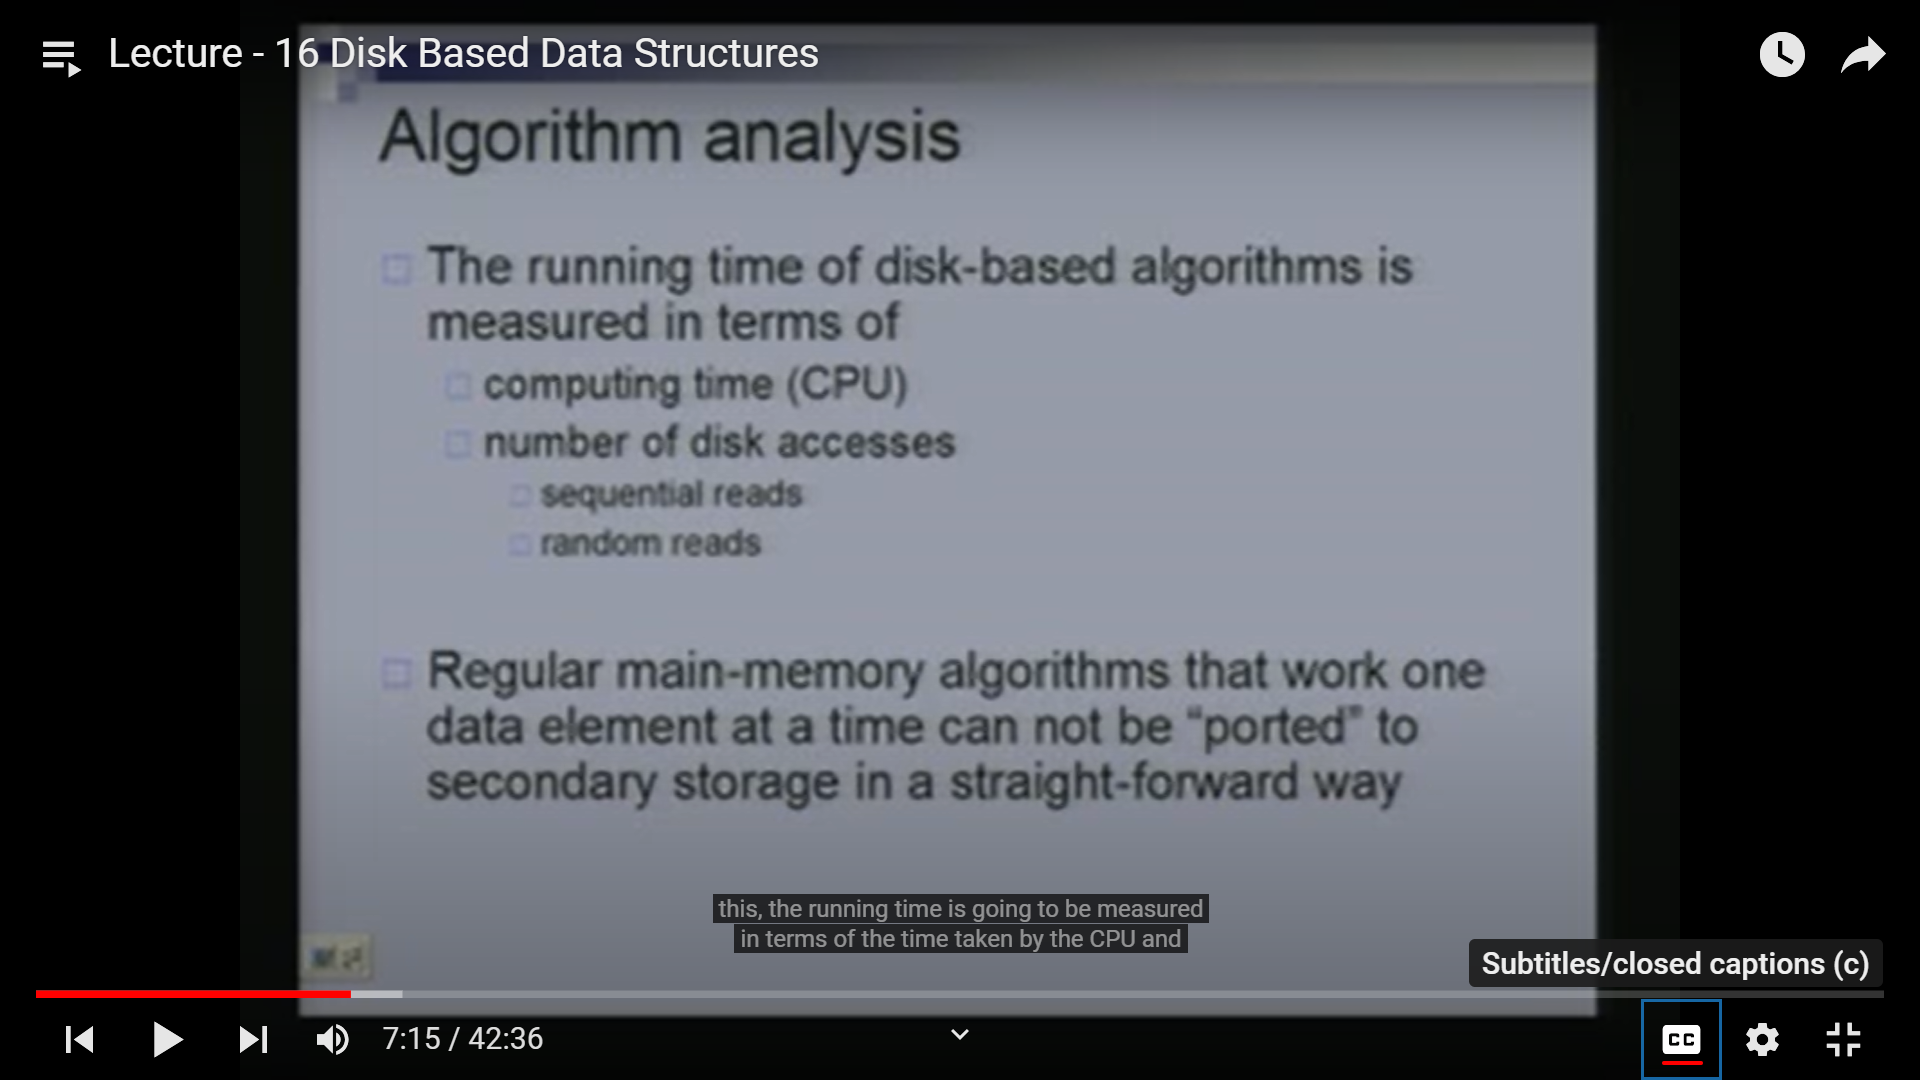 Lecture - 16 Disk Based Data Structures
Algorithm analysis
The running time of disk-based algorithms is
measured in terms of
computing time (CPU)
number of disk accesses
sequential reads
random reads
Regular main-memory algorithms that work one
data element at a time can not be “ported” to
secondary storage in a straight-forward way
this, the running time is going to be measured
in terms of the time taken by the CPU and
Subtitles/closed captions (c)
7:15 / 42:36
CC